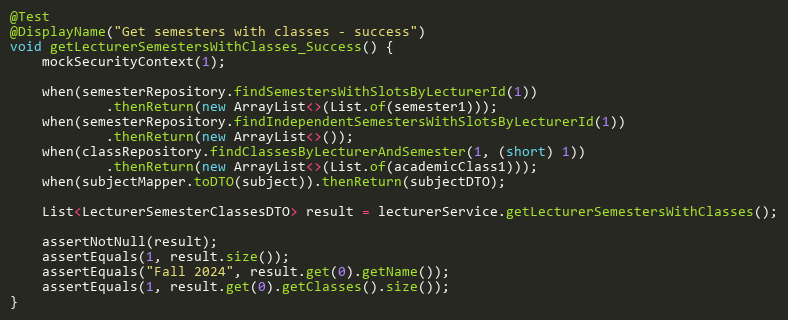 @Test
@DisplayName("Get semesters with classes - success")
void getLecturerSemestersWithClasses_Success() {
    mockSecurityContext(1);

    when(semesterRepository.findSemestersWithSlotsByLecturerId(1))
            .thenReturn(new ArrayList<>(List.of(semester1)));
    when(semesterRepository.findIndependentSemestersWithSlotsByLecturerId(1))
            .thenReturn(new ArrayList<>());
    when(classRepository.findClassesByLecturerAndSemester(1, (short) 1))
            .thenReturn(new ArrayList<>(List.of(academicClass1)));
    when(subjectMapper.toDTO(subject)).thenReturn(subjectDTO);

    List<LecturerSemesterClassesDTO> result = lecturerService.getLecturerSemestersWithClasses();

    assertNotNull(result);
    assertEquals(1, result.size());
    assertEquals("Fall 2024", result.get(0).getName());
    assertEquals(1, result.get(0).getClasses().size());
}